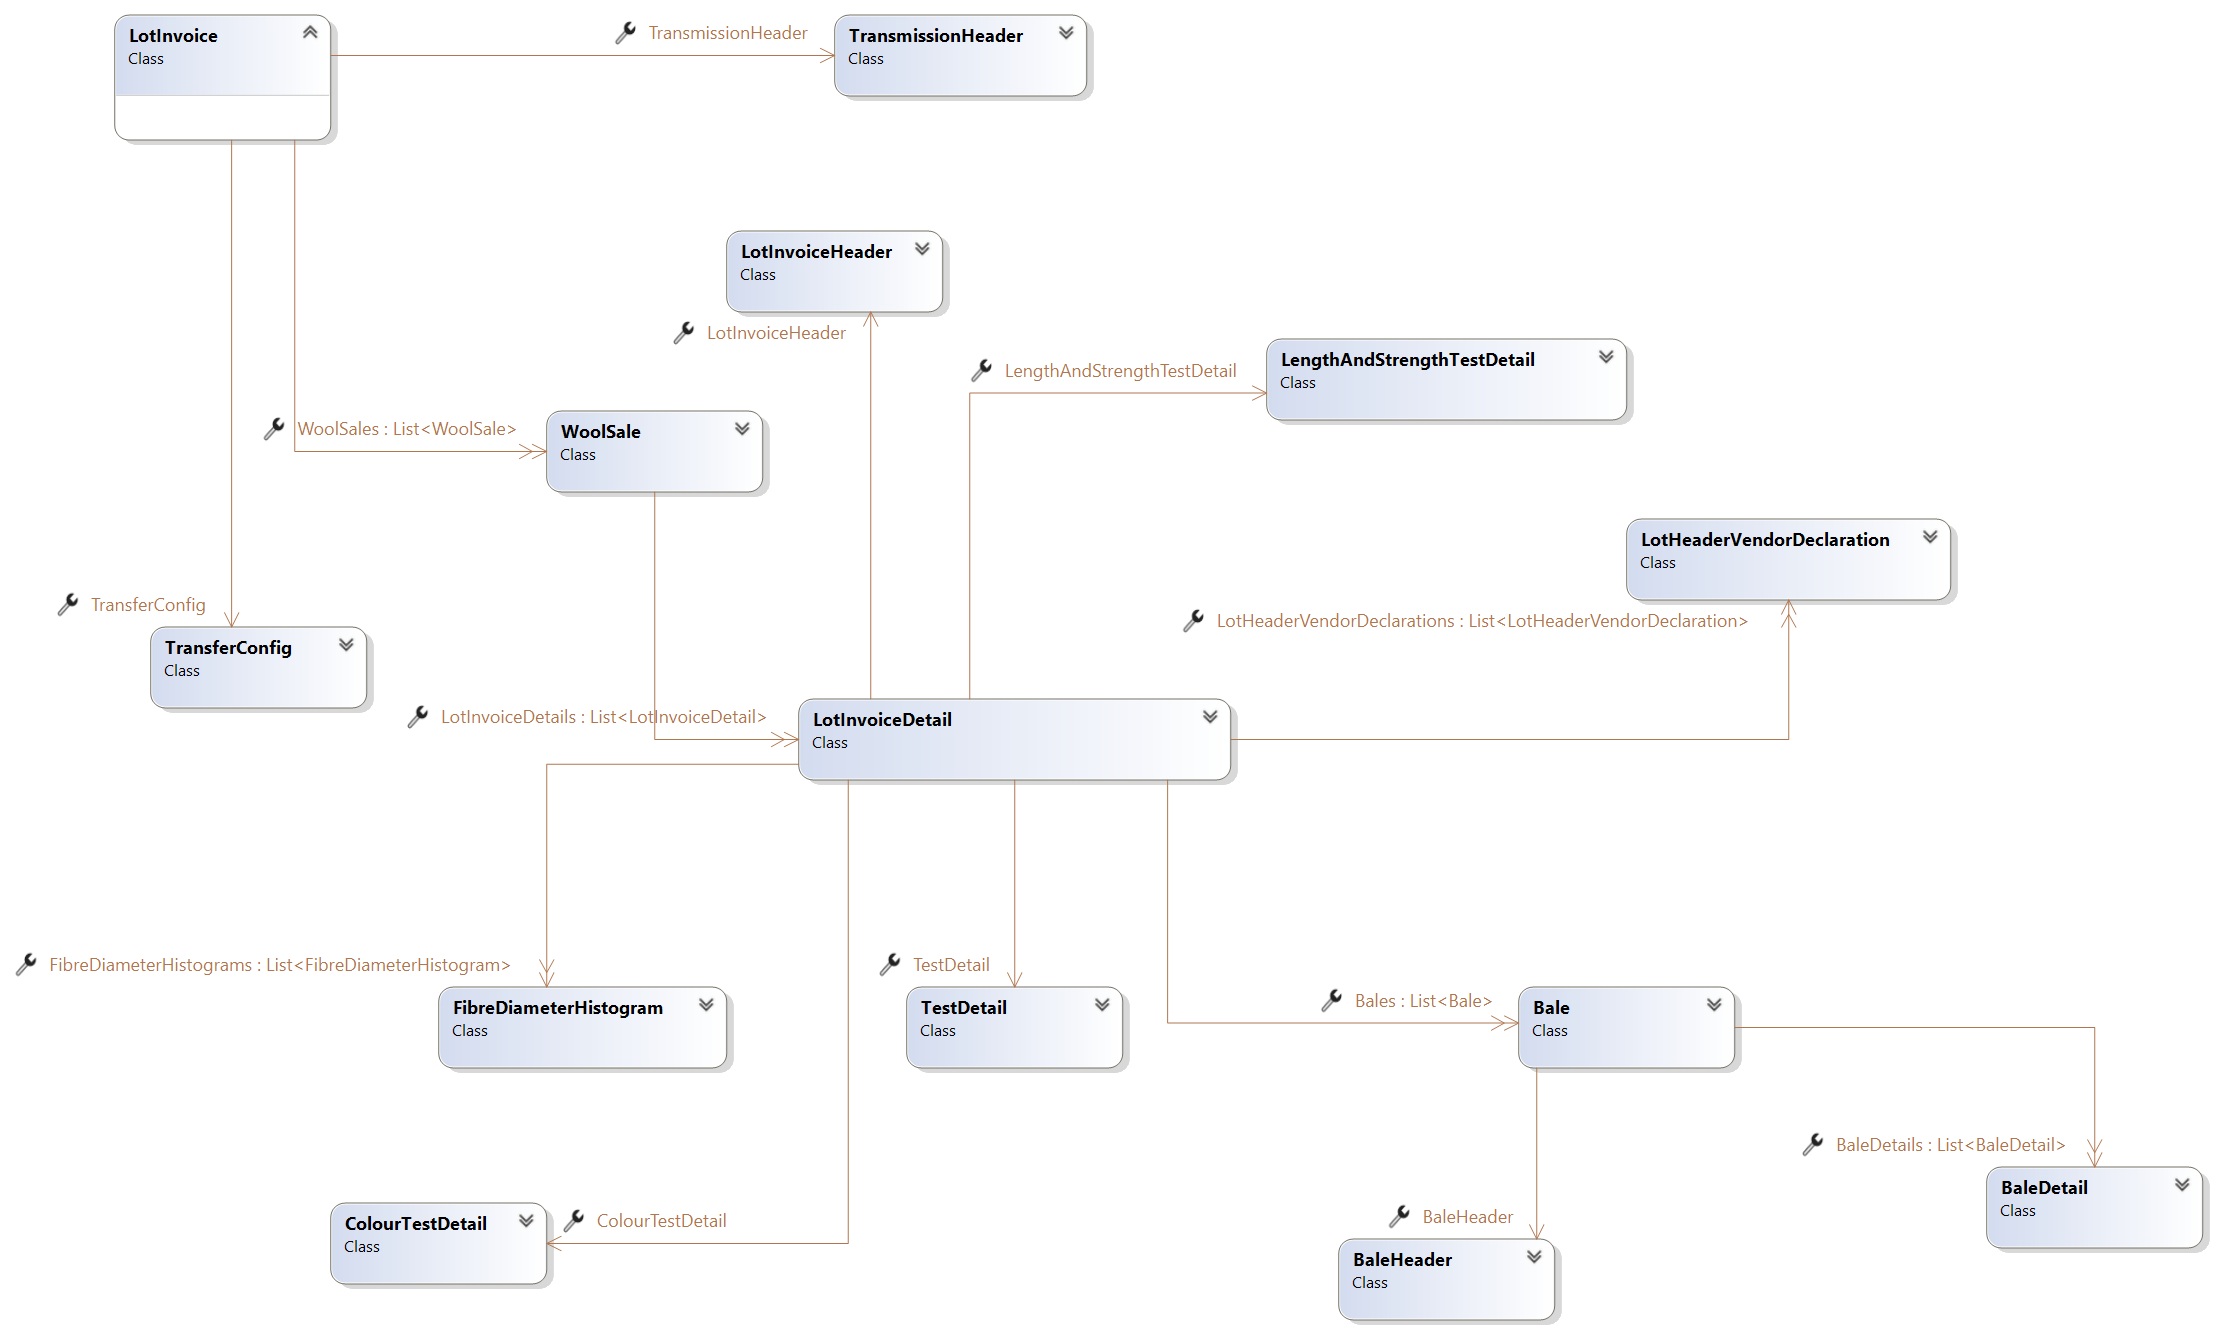 LotInvoice
Class
TransmissionHeader
TransmissionHeader
Class
LotInvoiceHeader
Class
LotInvoiceHeader
LengthAndStrengthTestDetail
LengthAndStrengthTestDetail
Class
WoolSales : List<WoolSale>
WoolSale
Class
LotHeaderVendorDeclaration
Class
LotHeaderVendorDeclarations : List<LotHeaderVendorDeclaration>
TransferConfig
TransferConfig
Class
LotInvoiceDetails : List<LotInvoiceDetail>
LotInvoiceDetail
Class
FibreDiameterHistograms : List<FibreDiameterHistogram>
FibreDiameterHistogram
Class
TestDetail
TestDetail
Class
Bales : List<Bale>
Bale
Class
BaleDetails : List<BaleDetail>
BaleDetail
Class
ColourTestDetail
Class
ColourTestDetail
BaleHeader
BaleHeader
Class